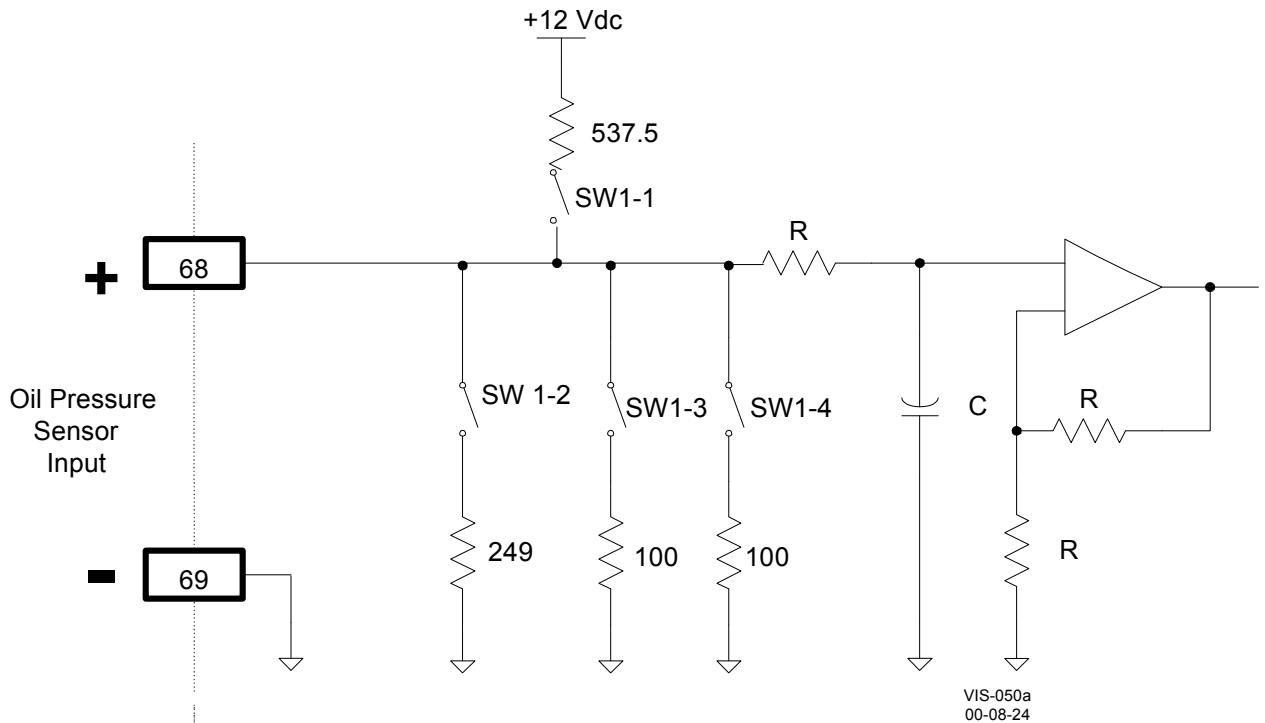 +12 Vdc
537.5
SW1-1
R
+
68
Oil Pressure
Sensor
Input
SW 1-2
SW1-3
SW1-4
C
R
-
69
249
100
100
R
VIS-050a
00-08-24